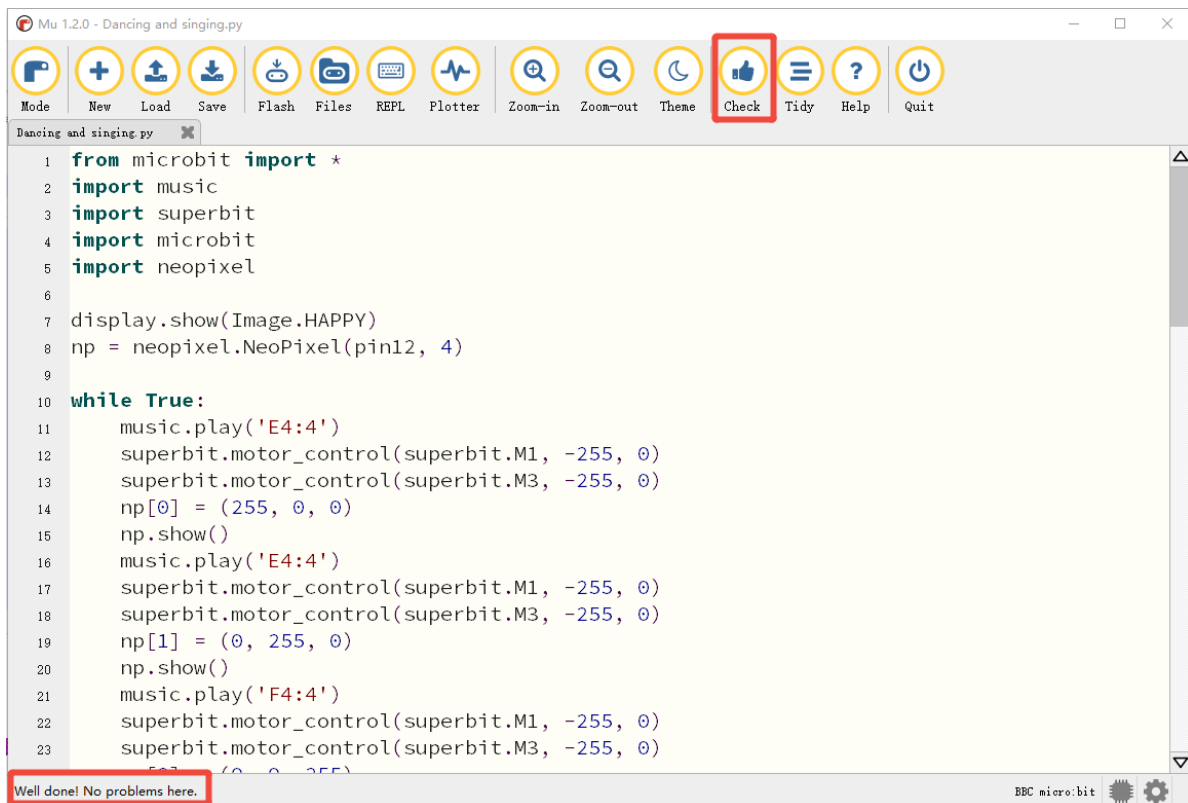 Mu 1.2.0 - Dancing and singing.py
Mode New Load Save Flash Files REPL Plotter Zoom-in Zoom-out Theme Check Tidy Help Quit
Dancing and singing.py
1 from microbit import *
2 import music
3 import superbit
4 import microbit
5 import neopixel
6
7 display.show(Image.HAPPY)
8 np = neopixel.NeoPixel(pin12, 4)
9
10 while True:
11 music.play('E4:4')
12 superbit.motor_control(superbit.M1, -255, 0)
13 superbit.motor_control(superbit.M3, -255, 0)
14 np[0] = (255, 0, 0)
15 np.show()
16 music.play('E4:4')
17 superbit.motor_control(superbit.M1, -255, 0)
18 superbit.motor_control(superbit.M3, -255, 0)
19 np[1] = (0, 255, 0)
20 np.show()
21 music.play('F4:4')
22 superbit.motor_control(superbit.M1, -255, 0)
23 superbit.motor_control(superbit.M3, -255, 0)
Well done! No problems here. BBC micro:bit